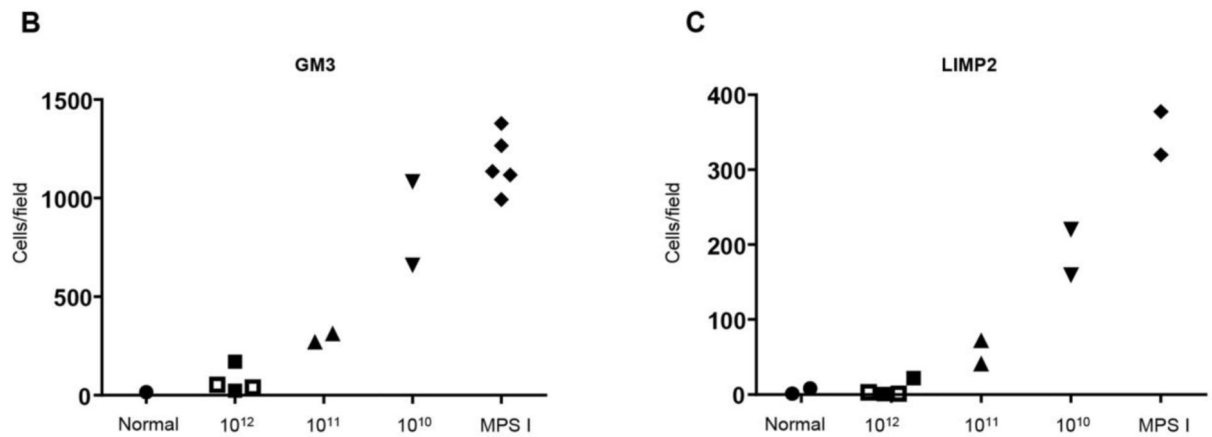 B
GM3
Cells/field
1500
1000
500
0
Normal 10¹² 10¹¹ 10¹⁰ MPS I
C
LIMP2
Cells/field
400
300
200
100
0
Normal 10¹² 10¹¹ 10¹⁰ MPS I